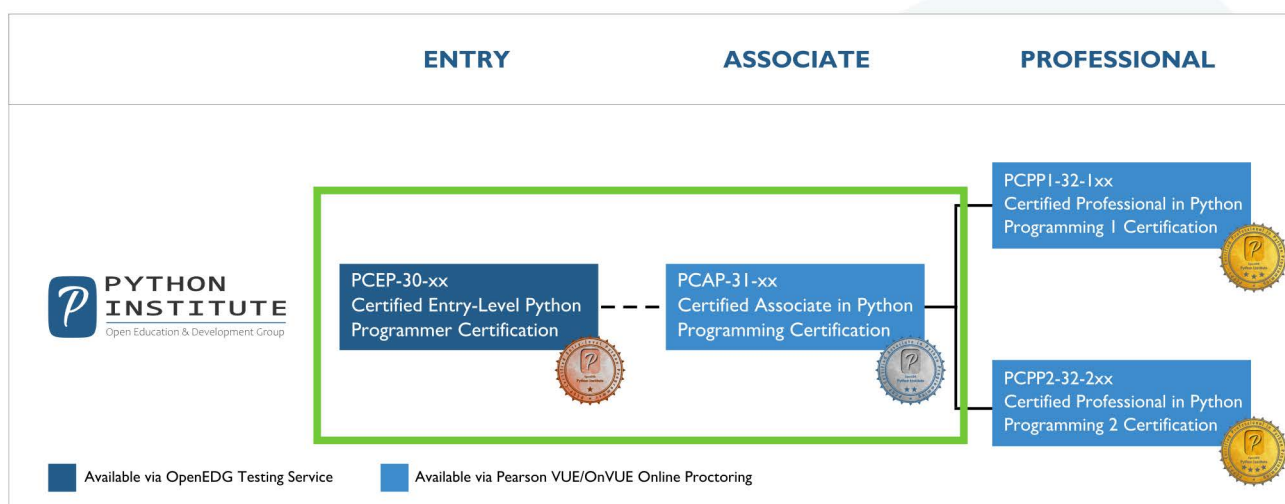 ENTRY
ASSOCIATE
PROFESSIONAL
PCPP1-32-1xx
Certified Professional in Python
Programming 1 Certification
PYTHON
INSTITUTE
Open Education & Development Group
PCEP-30-xx
Certified Entry-Level Python
Programmer Certification
PCAP-31-xx
Certified Associate in Python
Programming Certification
PCPP2-32-2xx
Certified Professional in Python
Programming 2 Certification
Available via OpenEDG Testing Service
Available via Pearson VUE/OnVUE Online Proctoring